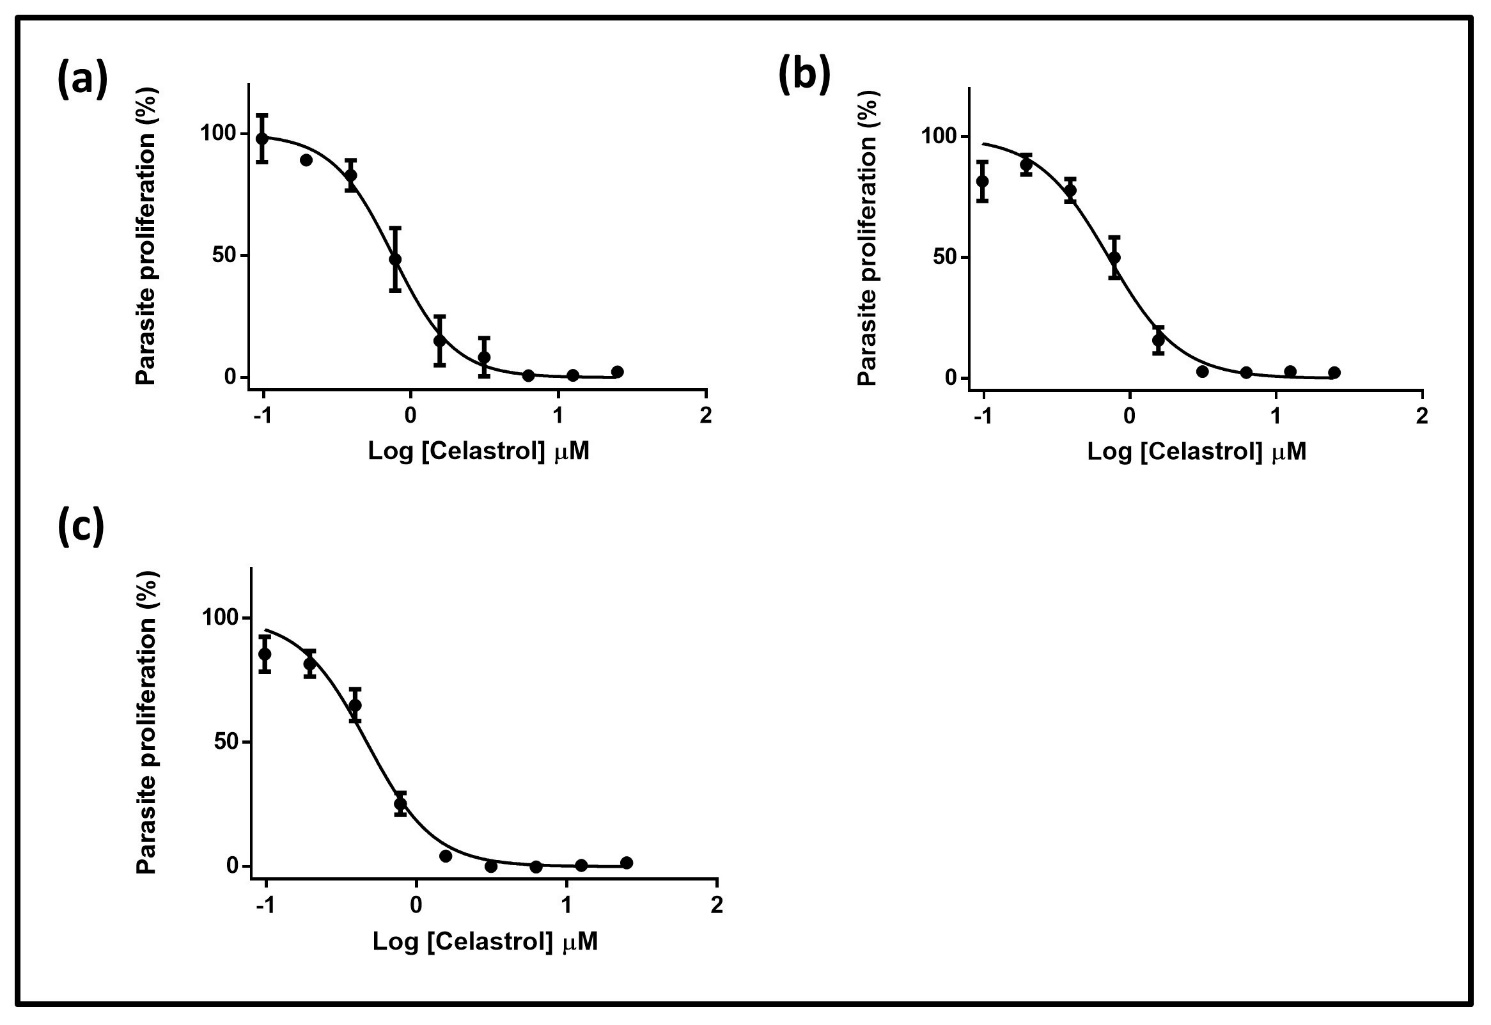 (a)
Parasite proliferation (%)
100
50
0
-1 0 1 2
Log [Celastrol] μM
(b)
Parasite proliferation (%)
100
50
0
-1 0 1 2
Log [Celastrol] μM
(c)
Parasite proliferation (%)
100
50
0
-1 0 1 2
Log [Celastrol] μM